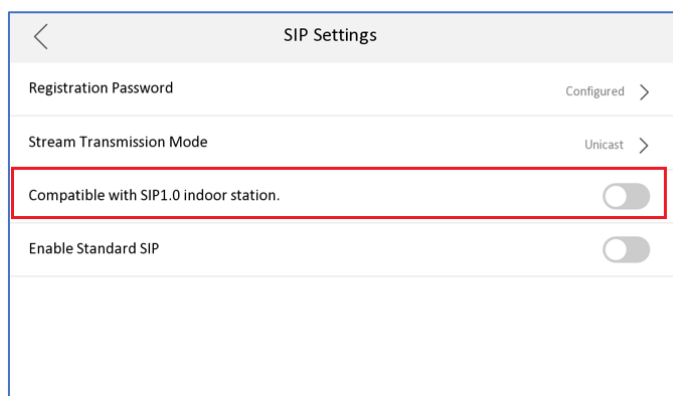 SIP Settings
Registration Password
Configured
Stream Transmission Mode
Unicast
Compatible with SIP1.0 indoor station.
Enable Standard SIP